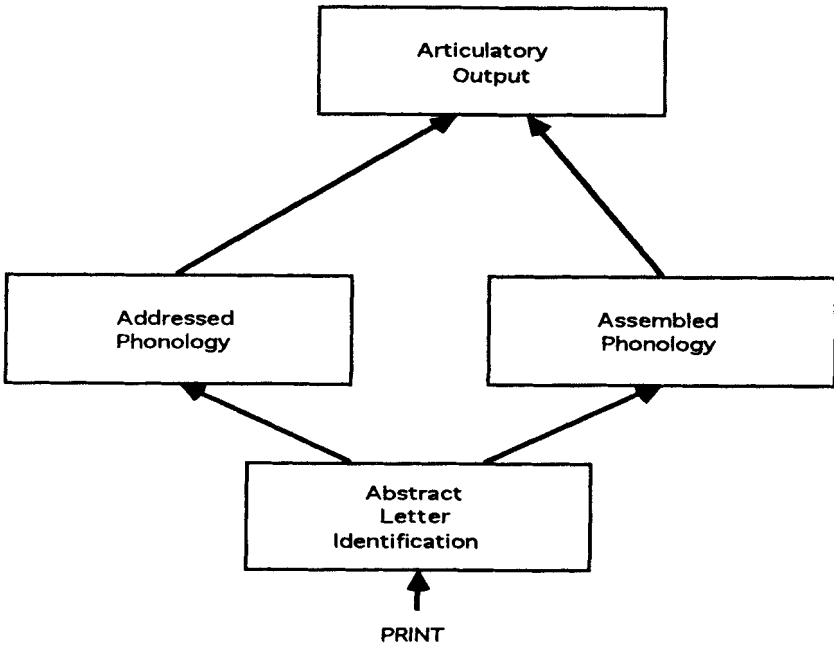 Articulatory
Output
Addressed
Phonology
Assembled
Phonology
Abstract
Letter
Identification
PRINT